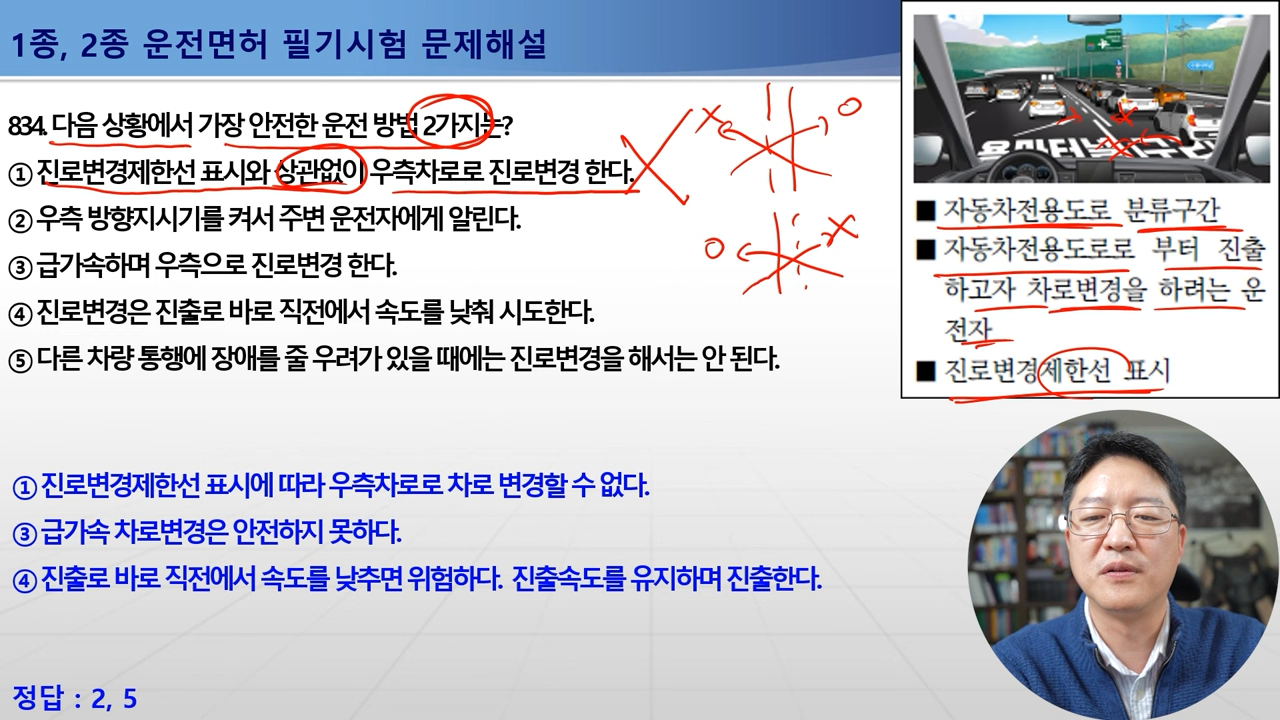 1종, 2종 운전면허 필기시험 문제해설
834. 다음 상황에서 가장 안전한 운전 방법 2가지는?
① 진로변경제한선 표시와 상관없이 우측차로로 진로변경 한다.
② 우측 방향지시기를 켜서 주변 운전자에게 알린다.
③ 급가속하며 우측으로 진로변경 한다.
④ 진로변경은 진출로 바로 직전에서 속도를 낮춰 시도한다.
⑤ 다른 차량 통행에 장애를 줄 우려가 있을 때에는 진로변경을 해서는 안 된다.
■ 자동차전용도로 분류구간
■ 자동차전용도로로 부터 진출
하고자 차로변경을 하려는 운
전자
■ 진로변경제한선 표시
X O
O X
① 진로변경제한선 표시에 따라 우측차로로 차로 변경할 수 없다.
③ 급가속 차로변경은 안전하지 못하다.
④ 진출로 바로 직전에서 속도를 낮추면 위험하다. 진출속도를 유지하며 진출한다.
정답 : 2, 5